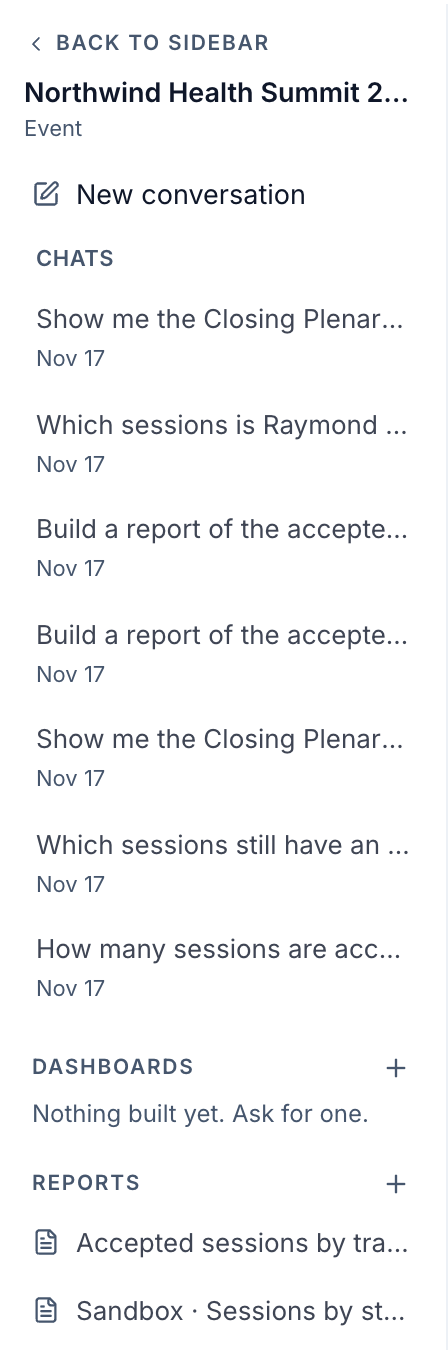 BACK TO SIDEBAR
Northwind Health Summit 2...
Event
New conversation
CHATS
Show me the Closing Plenar...
Nov 17
Which sessions is Raymond ...
Nov 17
Build a report of the accepte...
Nov 17
Build a report of the accepte...
Nov 17
Show me the Closing Plenar...
Nov 17
Which sessions still have an ...
Nov 17
How many sessions are acc...
Nov 17
DASHBOARDS
Nothing built yet. Ask for one.
REPORTS
Accepted sessions by tra...
Sandbox · Sessions by st...